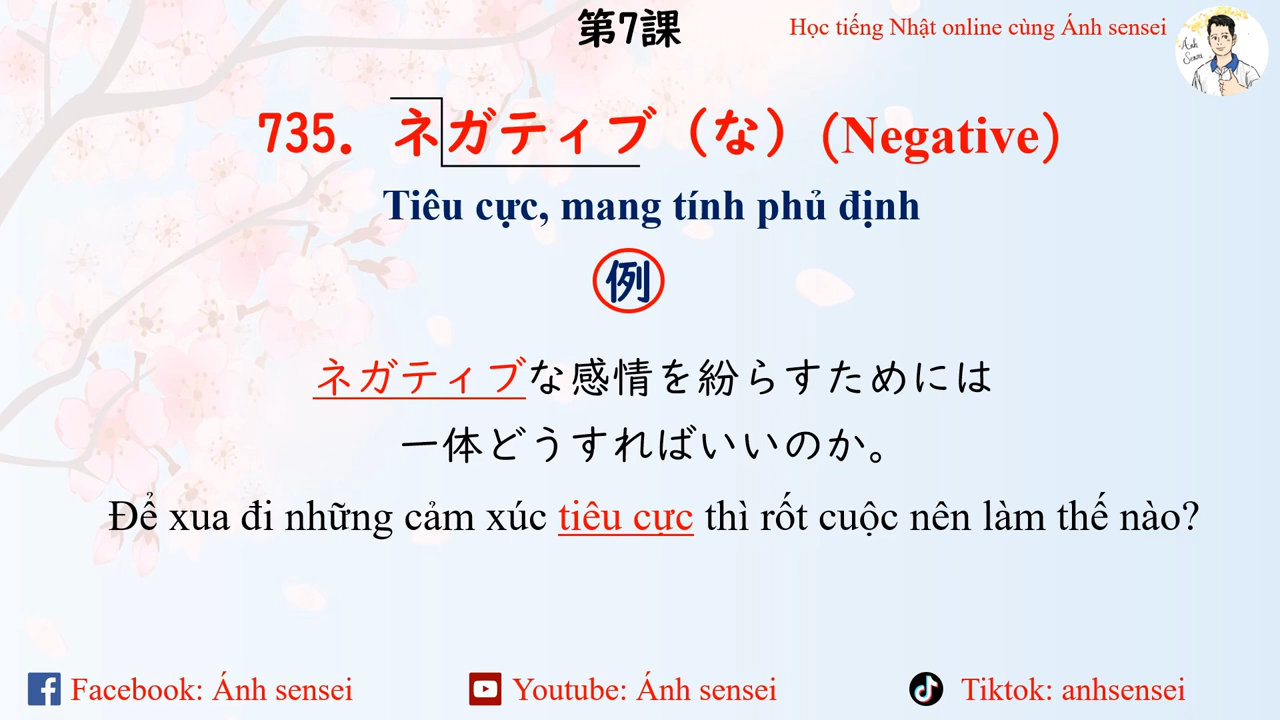 第7課
Học tiếng Nhật online cùng Ánh sensei
Ánh Sensei
735. ネガティブ（な）(Negative)
Tiêu cực, mang tính phủ định
例
ネガティブな感情を紛らすためには
一体どうすればいいのか。
Để xua đi những cảm xúc tiêu cực thì rốt cuộc nên làm thế nào?
Facebook: Ánh sensei
Youtube: Ánh sensei
Tiktok: anhsensei